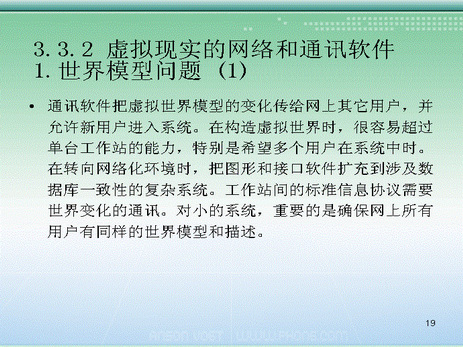 3.3.2 虚拟现实的网络和通讯软件
1.世界模型问题 (1)
• 通讯软件把虚拟世界模型的变化传给网上其它用户，并
允许新用户进入系统。在构造虚拟世界时，很容易超过
单台工作站的能力，特别是希望多个用户在系统中时。
在转向网络化环境时，把图形和接口软件扩充到涉及数
据库一致性的复杂系统。工作站间的标准信息协议需要
世界变化的通讯。对小的系统，重要的是确保网上所有
用户有同样的世界模型和描述。
19